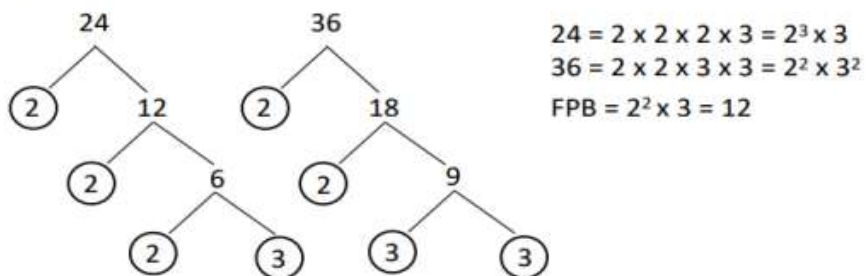 24 36
2 12 2 18
2 6 2 9
2 3 3 3
24 = 2 x 2 x 2 x 3 = 2³ x 3
36 = 2 x 2 x 3 x 3 = 2² x 3²
FPB = 2² x 3 = 12